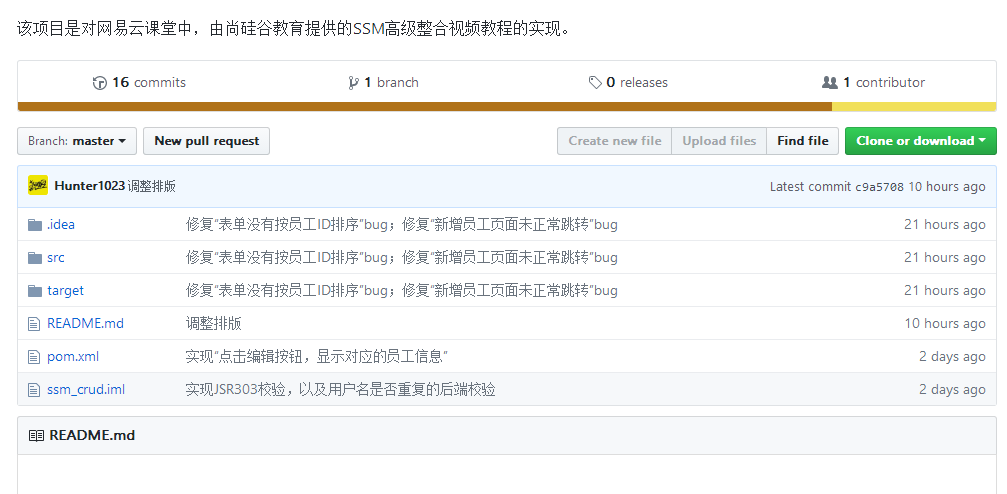 该项目是对网易云课堂中，由尚硅谷教育提供的SSM高级整合视频教程的实现。
16 commits 1 branch 0 releases 1 contributor
Branch: master New pull request Create new file Upload files Find file Clone or download
Hunter1023 调整排版 Latest commit c9a5708 10 hours ago
.idea 修复"表单没有按员工ID排序"bug；修复"新增员工页面未正常跳转"bug 21 hours ago
src 修复"表单没有按员工ID排序"bug；修复"新增员工页面未正常跳转"bug 21 hours ago
target 修复"表单没有按员工ID排序"bug；修复"新增员工页面未正常跳转"bug 21 hours ago
README.md 调整排版 10 hours ago
pom.xml 实现"点击编辑按钮，显示对应的员工信息" 2 days ago
ssm_crud.iml 实现JSR303校验，以及用户名是否重复的后端校验 2 days ago
README.md